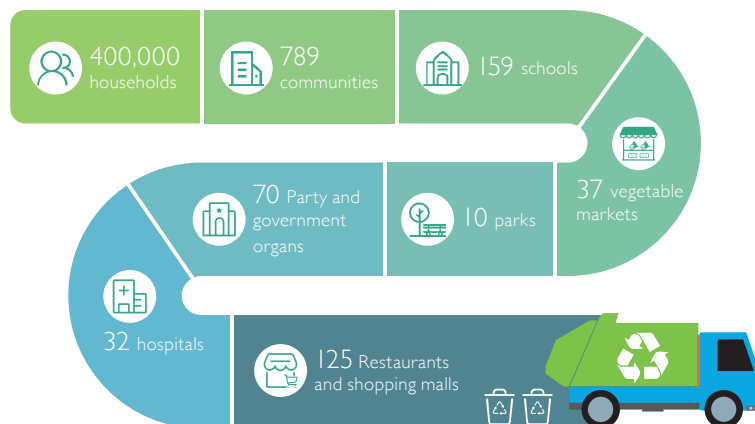 400,000
households
789
communities
159 schools
37 vegetable
markets
10 parks
70 Party and
government
organs
32 hospitals
125 Restaurants
and shopping malls